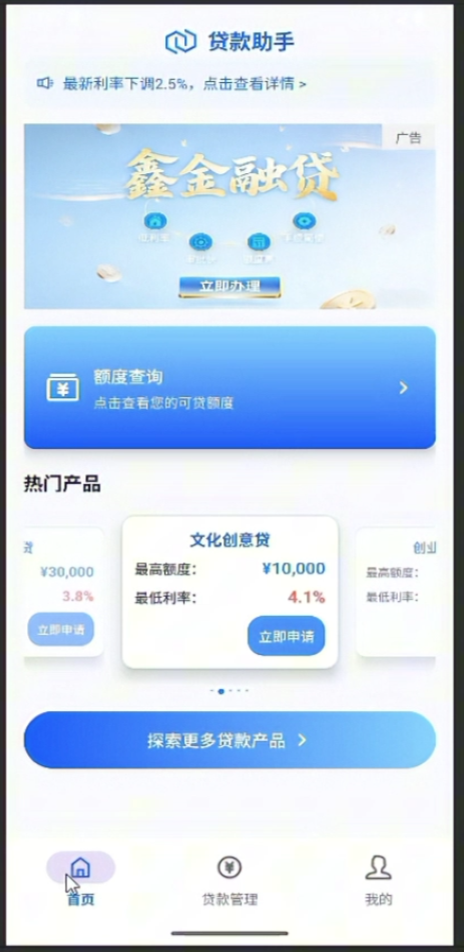 贷款助手
最新利率下调2.5%，点击查看详情 >
广告
鑫金融贷
立即办理
额度查询
点击查看您的可贷额度
热门产品
¥30,000
3.8%
立即申请
文化创意贷
最高额度： ¥10,000
最低利率： 4.1%
立即申请
创业
最高额度：
最低利率：
探索更多贷款产品 >
首页
贷款管理
我的